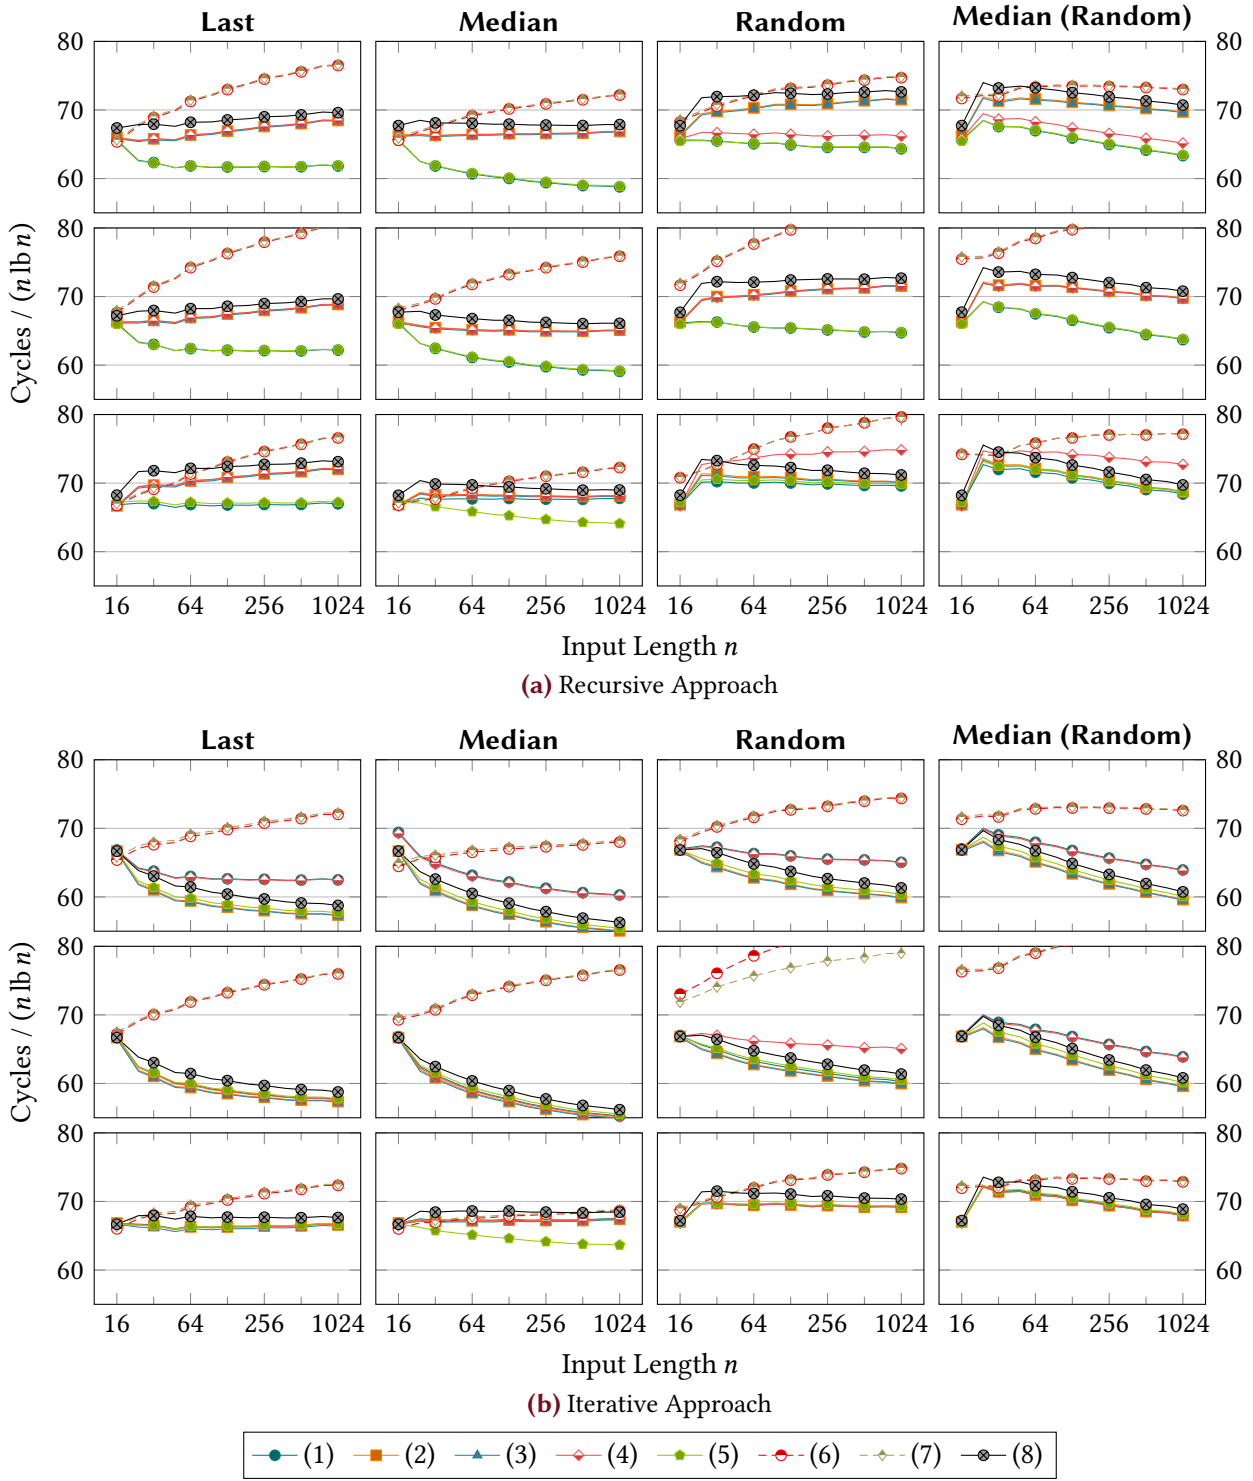 Last Median Random Median (Random)
80 80
70 70
60 60
80 80
70 70
60 60
80 80
70 70
60 60
Cycles / (n lb n)
16 64 256 1024 16 64 256 1024 16 64 256 1024 16 64 256 1024
Input Length n
(a) Recursive Approach
Last Median Random Median (Random)
80 80
70 70
60 60
80 80
70 70
60 60
80 80
70 70
60 60
Cycles / (n lb n)
16 64 256 1024 16 64 256 1024 16 64 256 1024 16 64 256 1024
Input Length n
(b) Iterative Approach
(1) (2) (3) (4) (5) (6) (7) (8)